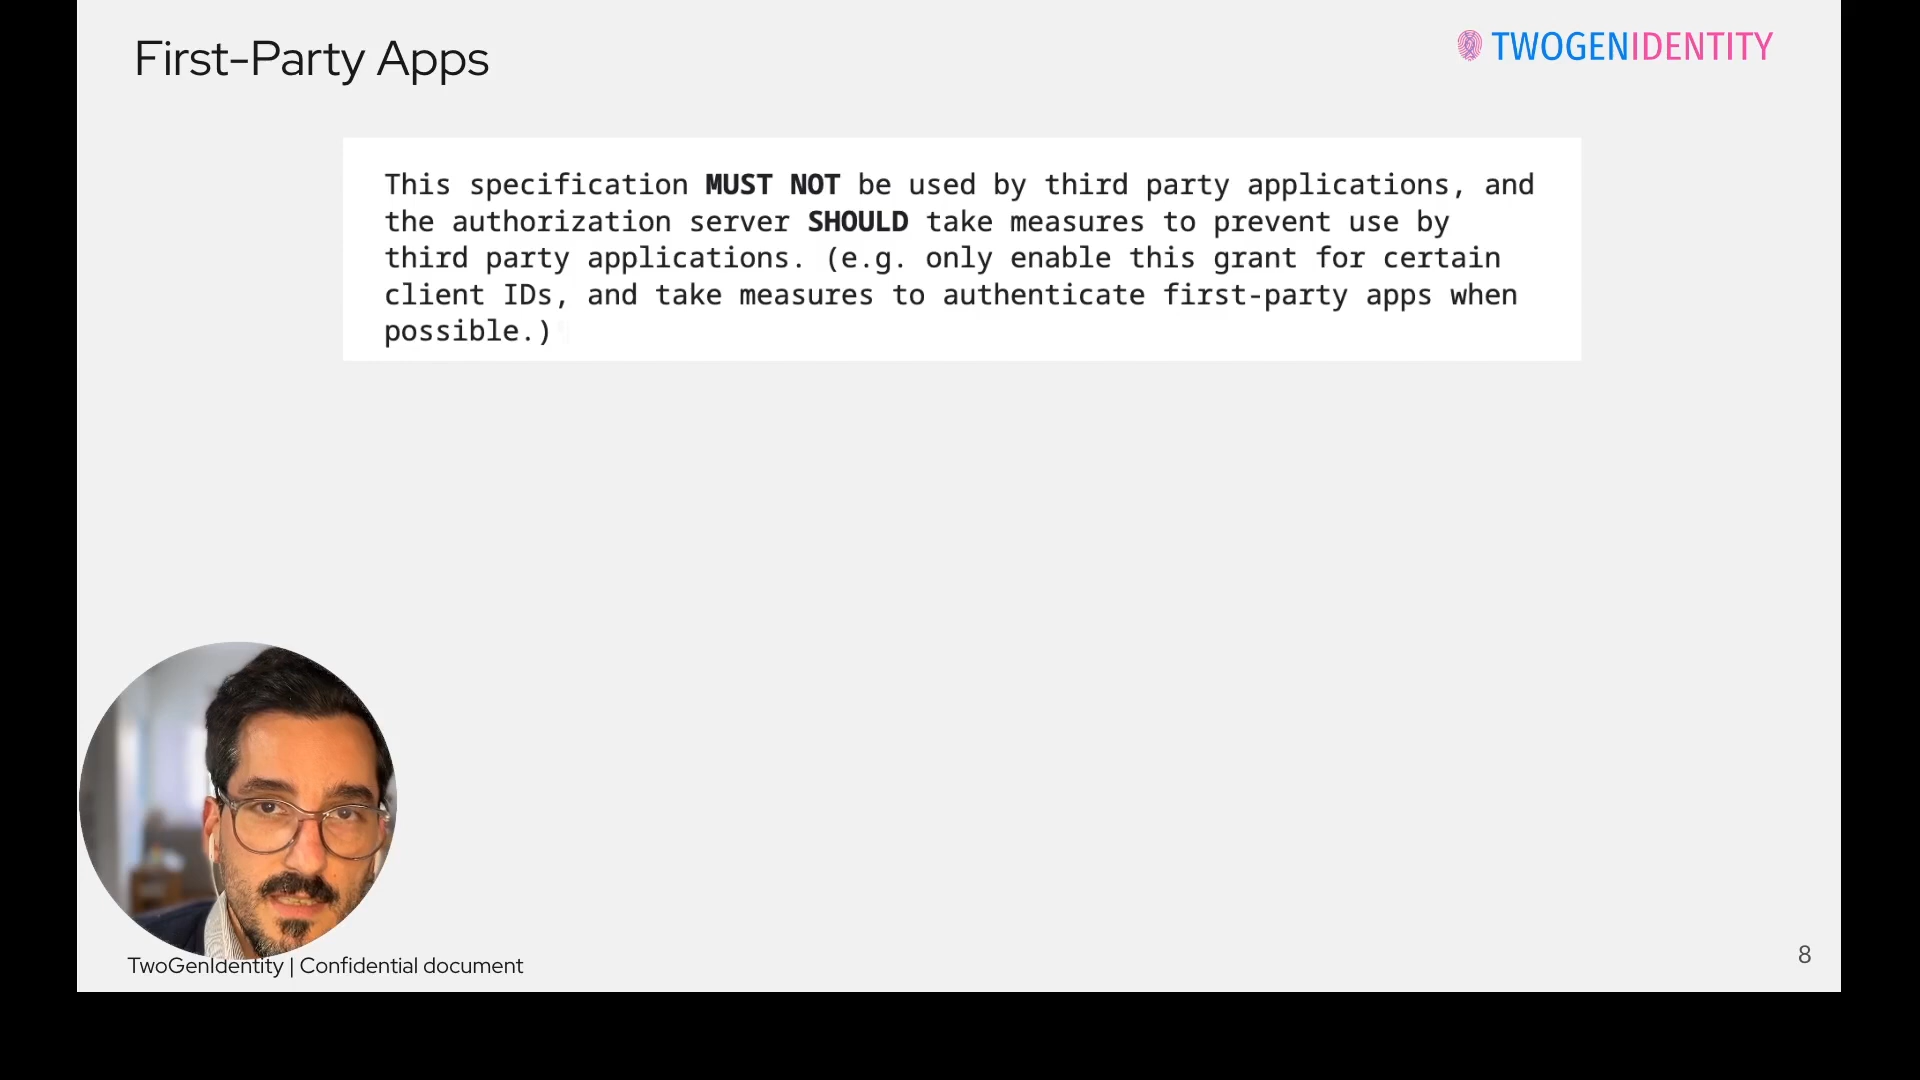 First-Party Apps
TWOGENIDENTITY
This specification MUST NOT be used by third party applications, and
the authorization server SHOULD take measures to prevent use by
third party applications. (e.g. only enable this grant for certain
client IDs, and take measures to authenticate first-party apps when
possible.)
TwoGenIdentity | Confidential document
8